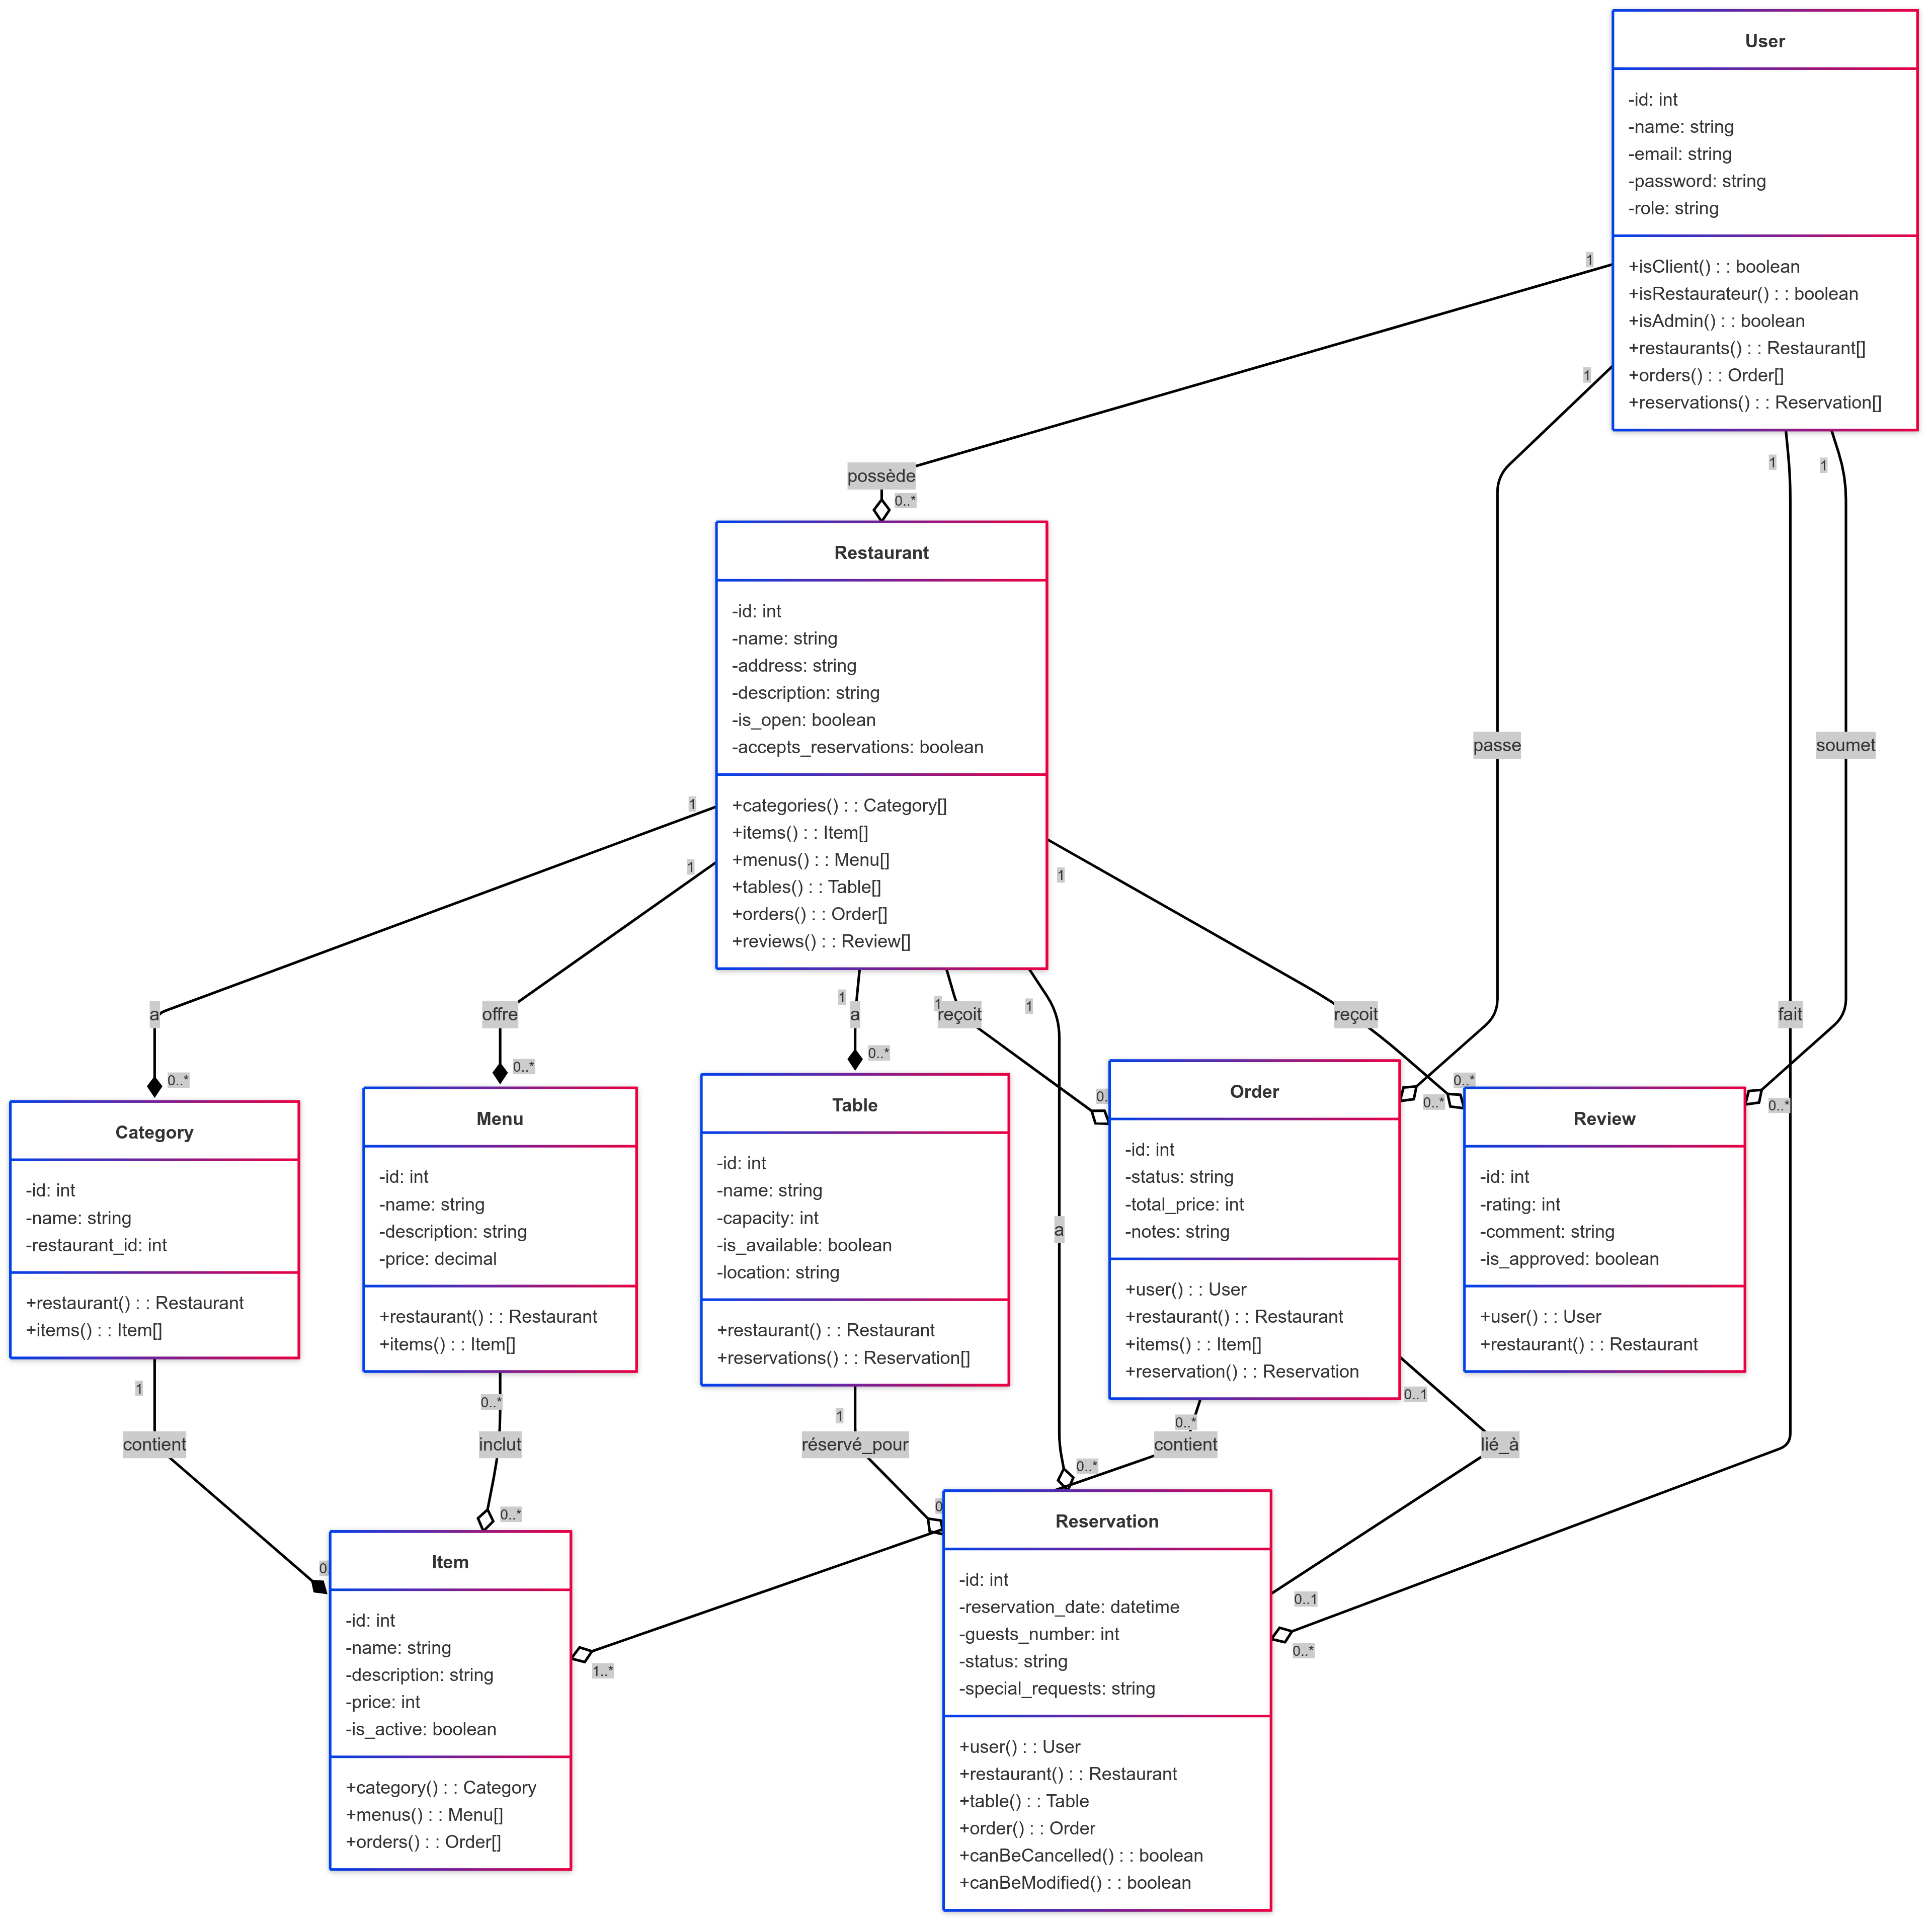 User
-id: int
-name: string
-email: string
-password: string
-role: string
+isClient() : : boolean
+isRestaurateur() : : boolean
+isAdmin() : : boolean
+restaurants() : : Restaurant[]
+orders() : : Order[]
+reservations() : : Reservation[]
1
1
1
1
possède
0..*
Restaurant
-id: int
-name: string
-address: string
-description: string
-is_open: boolean
-accepts_reservations: boolean
+categories() : : Category[]
+items() : : Item[]
+menus() : : Menu[]
+tables() : : Table[]
+orders() : : Order[]
+reviews() : : Review[]
passe
soumet
1
1
1
1
1
1
a
offre
a
reçoit
reçoit
fait
0..*
0..*
0..*
0.
0..*
0..*
0..*
Category
-id: int
-name: string
-restaurant_id: int
+restaurant() : : Restaurant
+items() : : Item[]
Menu
-id: int
-name: string
-description: string
-price: decimal
+restaurant() : : Restaurant
+items() : : Item[]
Table
-id: int
-name: string
-capacity: int
-is_available: boolean
-location: string
+restaurant() : : Restaurant
+reservations() : : Reservation[]
a
Order
-id: int
-status: string
-total_price: int
-notes: string
+user() : : User
+restaurant() : : Restaurant
+items() : : Item[]
+reservation() : : Reservation
Review
-id: int
-rating: int
-comment: string
-is_approved: boolean
+user() : : User
+restaurant() : : Restaurant
1
0..*
1
0..*
0..1
contient
inclut
réservé_pour
contient
lié_à
0..*
0..*
0
0.
Item
-id: int
-name: string
-description: string
-price: int
-is_active: boolean
+category() : : Category
+menus() : : Menu[]
+orders() : : Order[]
1..*
Reservation
-id: int
-reservation_date: datetime
-guests_number: int
-status: string
-special_requests: string
+user() : : User
+restaurant() : : Restaurant
+table() : : Table
+order() : : Order
+canBeCancelled() : : boolean
+canBeModified() : : boolean
0..1
0..*